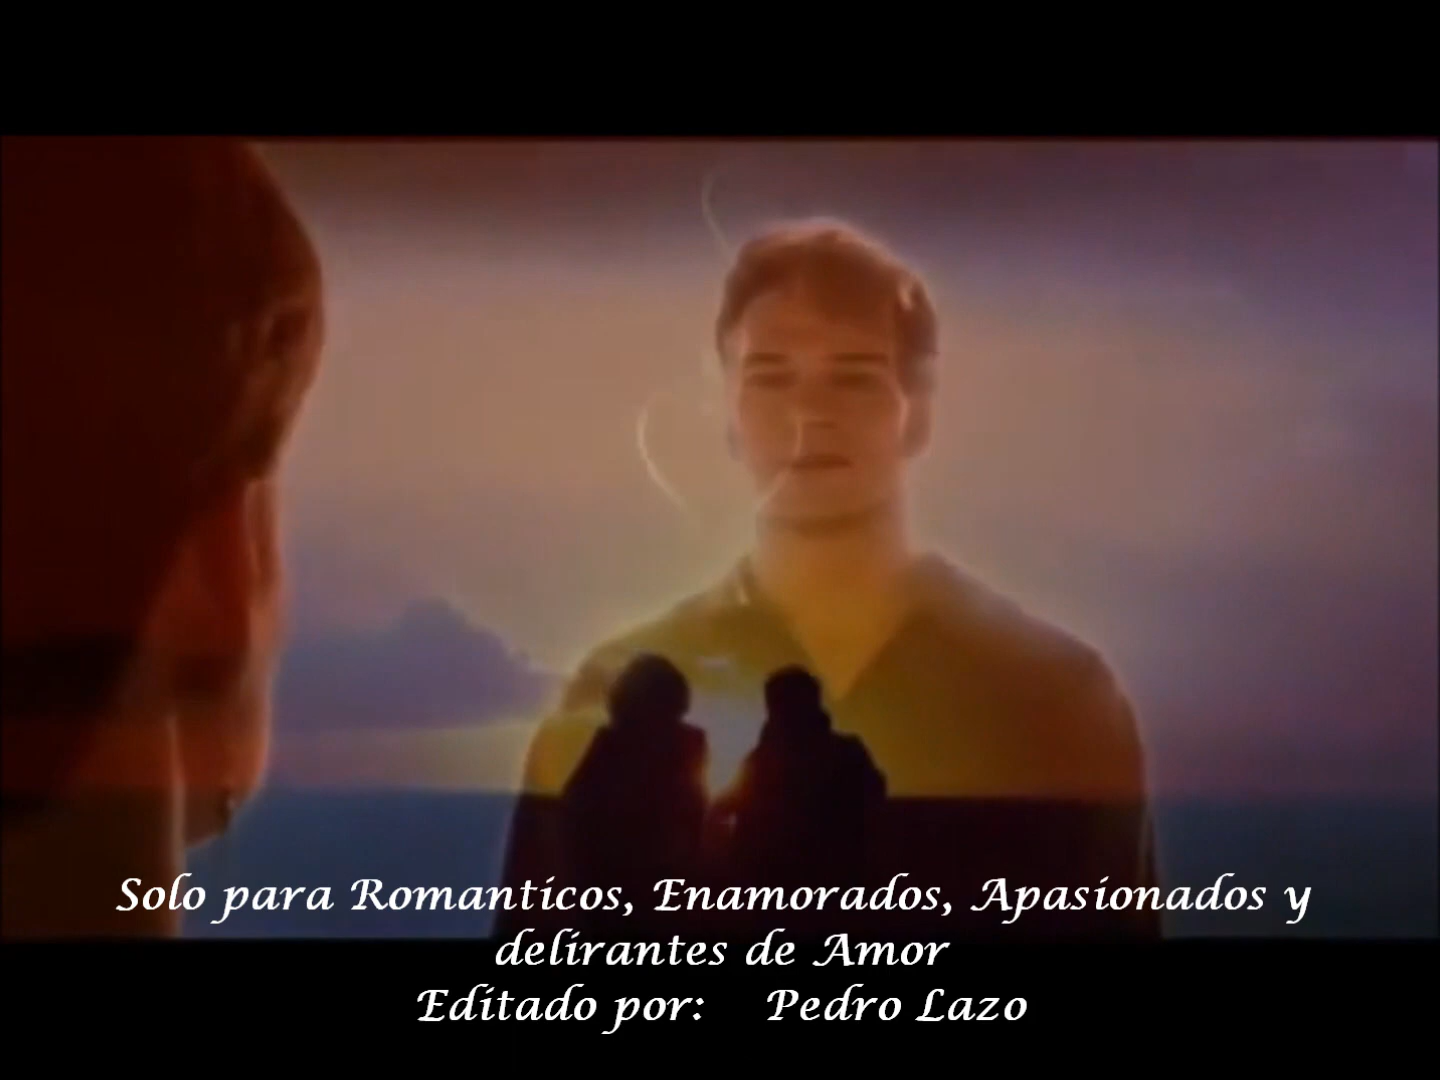 Solo para Romanticos, Enamorados, Apasionados y
delirantes de Amor
Editado por: Pedro Lazo